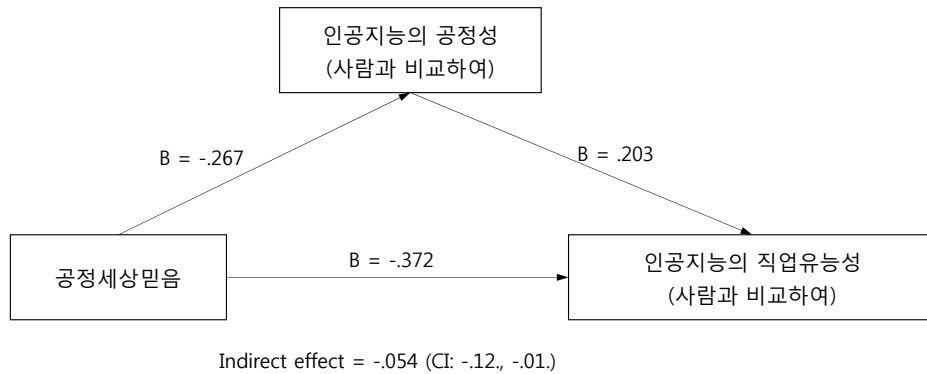 인공지능의 공정성
(사람과 비교하여)
B = -.267
B = .203
공정세상믿음
B = -.372
인공지능의 직업유능성
(사람과 비교하여)
Indirect effect = -.054 (CI: -.12., -.01.)